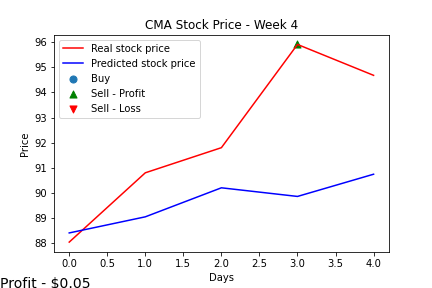 CMA Stock Price - Week 4
Real stock price
Predicted stock price
Buy
Sell - Profit
Sell - Loss
96
95
94
93
92
91
90
89
88
Price
0.0 0.5 1.0 1.5 2.0 2.5 3.0 3.5 4.0
Days
Profit - $0.05